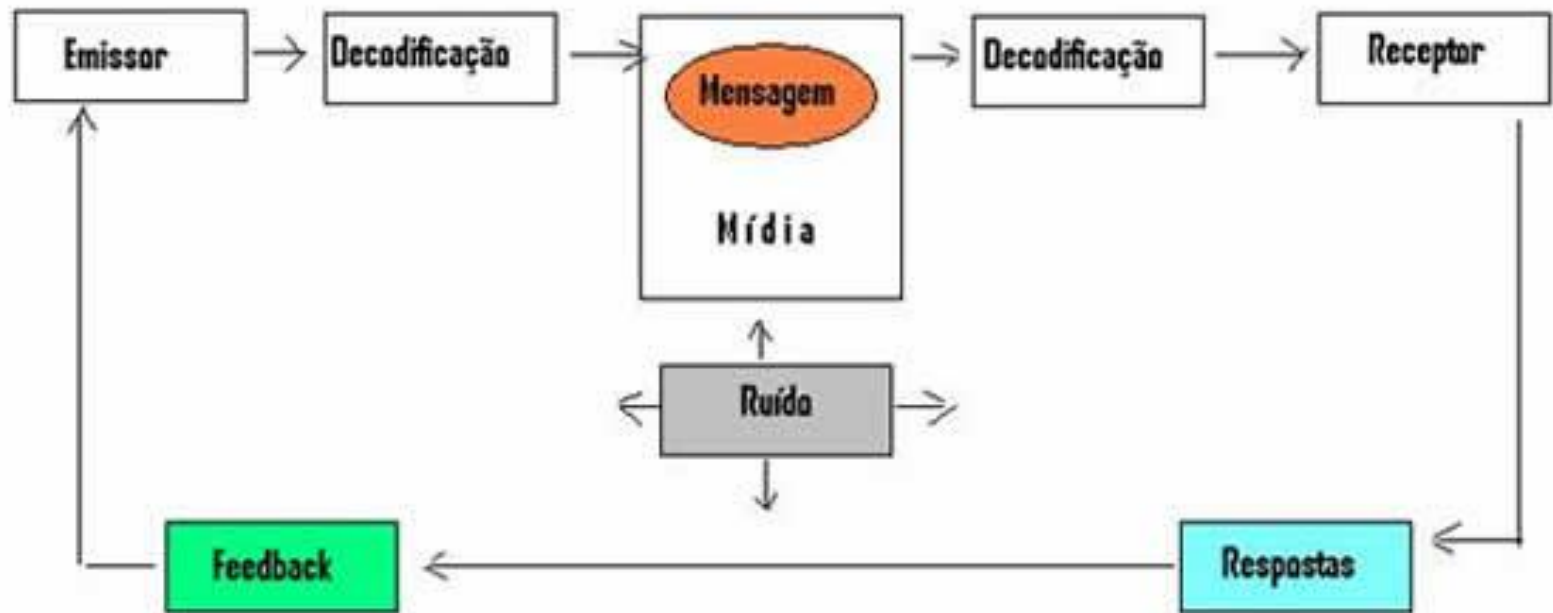 Emissor
Decodificação
Mensagem
Mídia
Decodificação
Receptor
Ruído
Feedback
Respostas